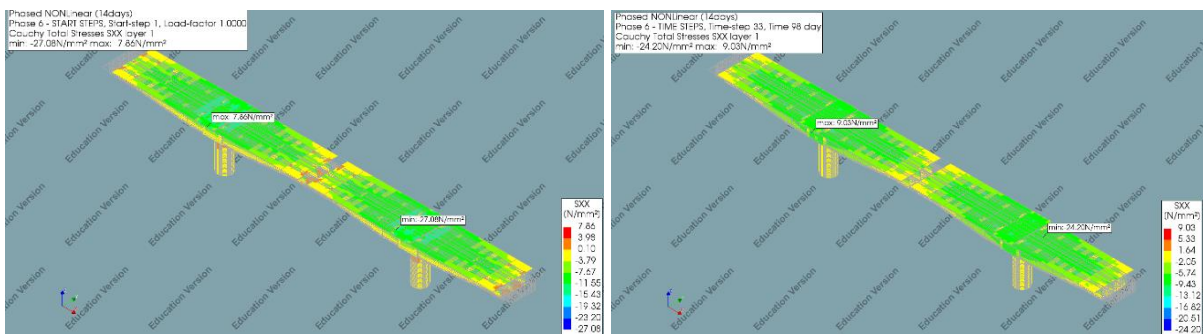 Phased NONLinear (14days)
Phase 6 - START STEPS, Start-step 1, Load-factor 1.0000
Cauchy Total Stresses SXX layer 1
min: -27.08N/mm² max: 7.86N/mm²
Education Version
max: 7.86N/mm²
min: -27.08N/mm²
SXX
(N/mm²)
7.86
3.98
0.10
-3.79
-7.67
-11.55
-15.43
-19.32
-22.20
27.08
Phased NONLinear (14days)
Phase 6 - TIME STEPS, Time-step 33, Time 98 day
Cauchy Total Stresses SXX layer 1
min: -24.20N/mm² max: 9.03N/mm²
Education Version
max: 9.03N/mm²
min: -24.20N/mm²
SXX
(N/mm²)
9.03
5.33
1.64
-2.05
-5.74
-9.43
-13.12
-16.82
-20.51